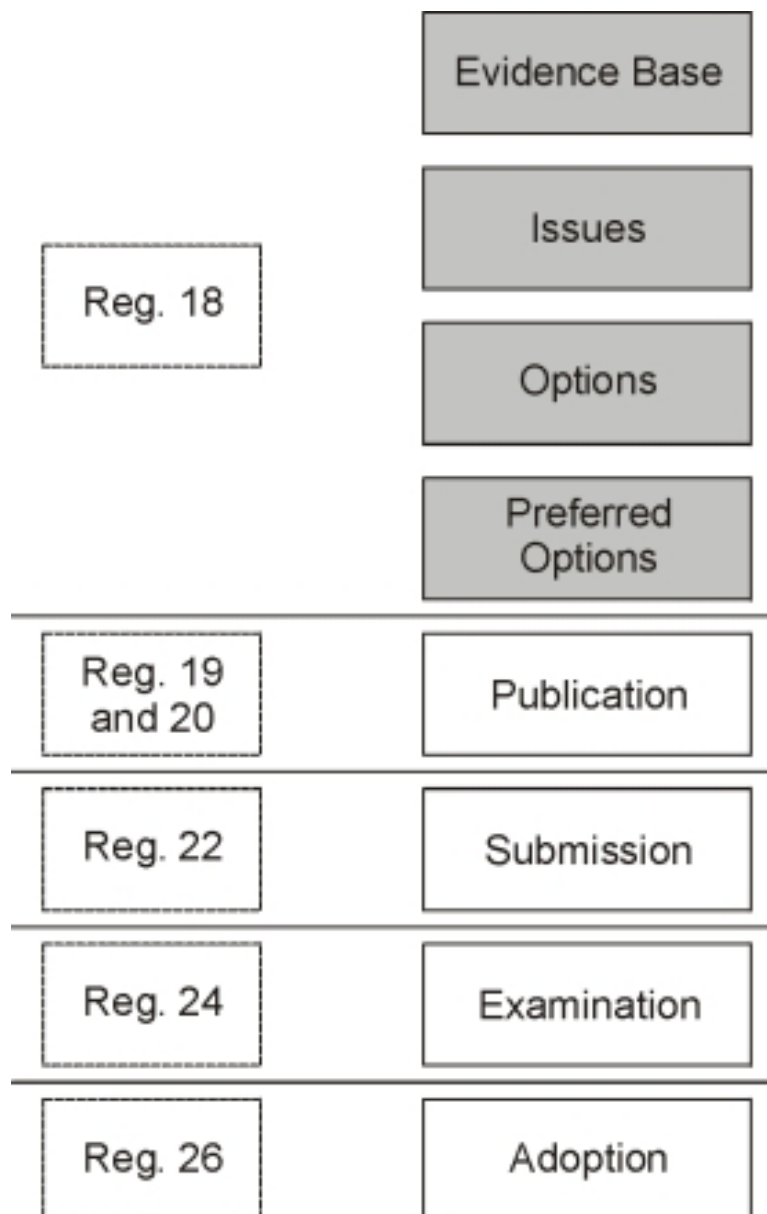 Evidence Base
Issues
Reg. 18
Options
Preferred
Options
Reg. 19
and 20
Publication
Reg. 22
Submission
Reg. 24
Examination
Reg. 26
Adoption